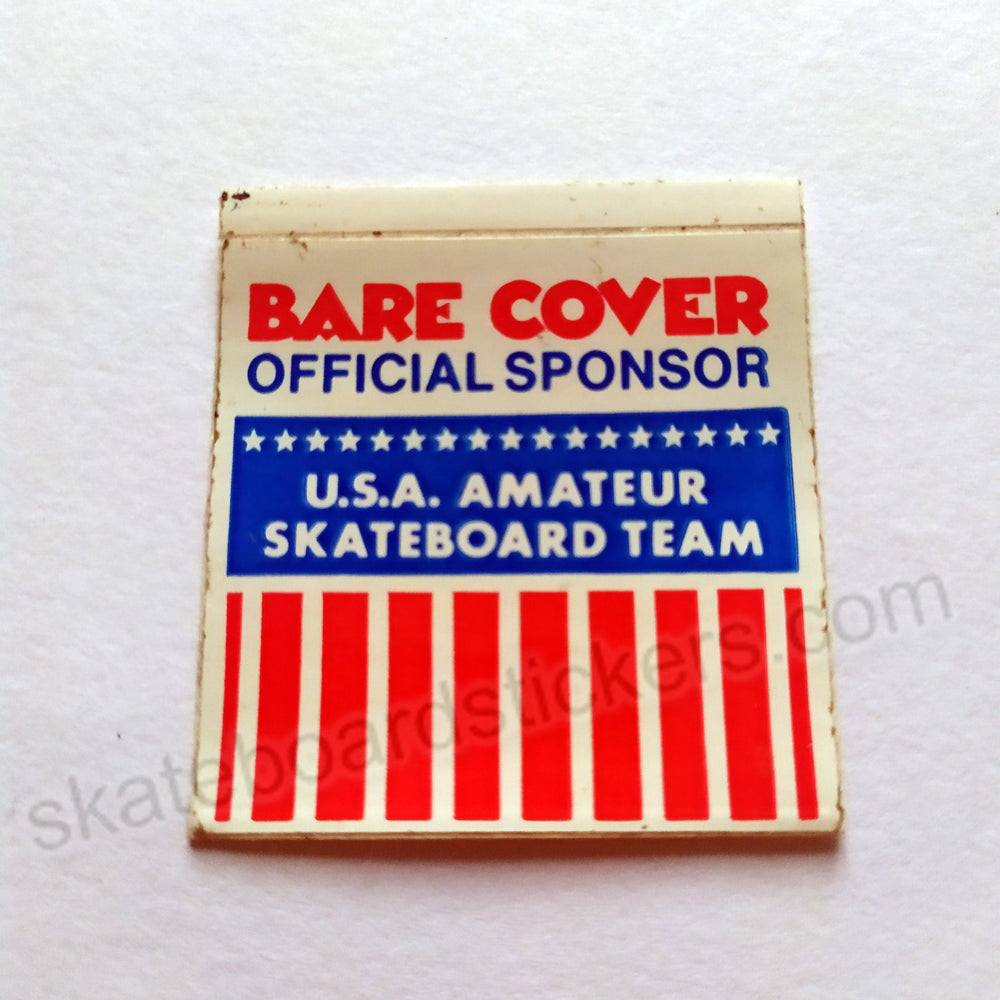 BARE COVER
OFFICIAL SPONSOR
U.S.A. AMATEUR
SKATEBOARD TEAM
skateboardstickers.com